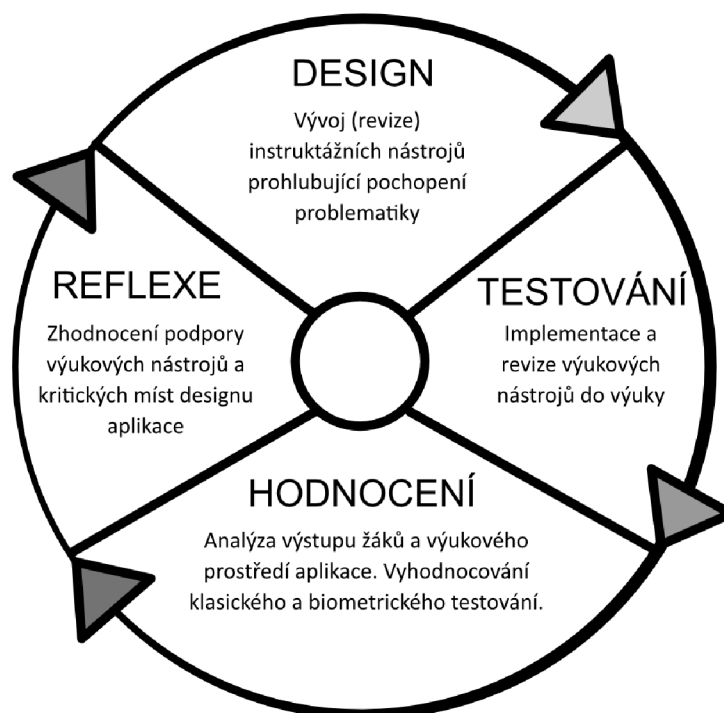 DESIGN
Vývoj (revize)
instruktážních nástrojů
prohlubující pochopení
problematiky
TESTOVÁNÍ
Implementace a
revize výukových
nástrojů do výuky
HODNOCENÍ
Analýza výstupu žáků a výukového
prostředí aplikace. Vyhodnocování
klasického a biometrického testování.
REFLEXE
Zhodnocení podpory
výukových nástrojů a
kritických míst designu
aplikace